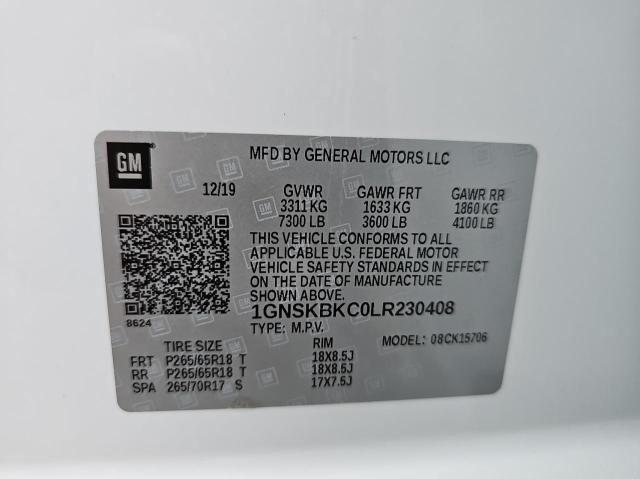 GM
MFD BY GENERAL MOTORS LLC
12/19 GVWR GAWR FRT GAWR RR
3311 KG 1633 KG 1860 KG
7300 LB 3600 LB 4100 LB
THIS VEHICLE CONFORMS TO ALL
APPLICABLE U.S. FEDERAL MOTOR
VEHICLE SAFETY STANDARDS IN EFFECT
ON THE DATE OF MANUFACTURE
SHOWN ABOVE.
1GNSKBKC0LR230408
8624
TYPE: M.P.V. MODEL: 08CK15706
TIRE SIZE RIM
FRT P265/65R18 T 18X8.5J
RR P265/65R18 T 18X8.5J
SPA 265/70R17 S 17X7.5J